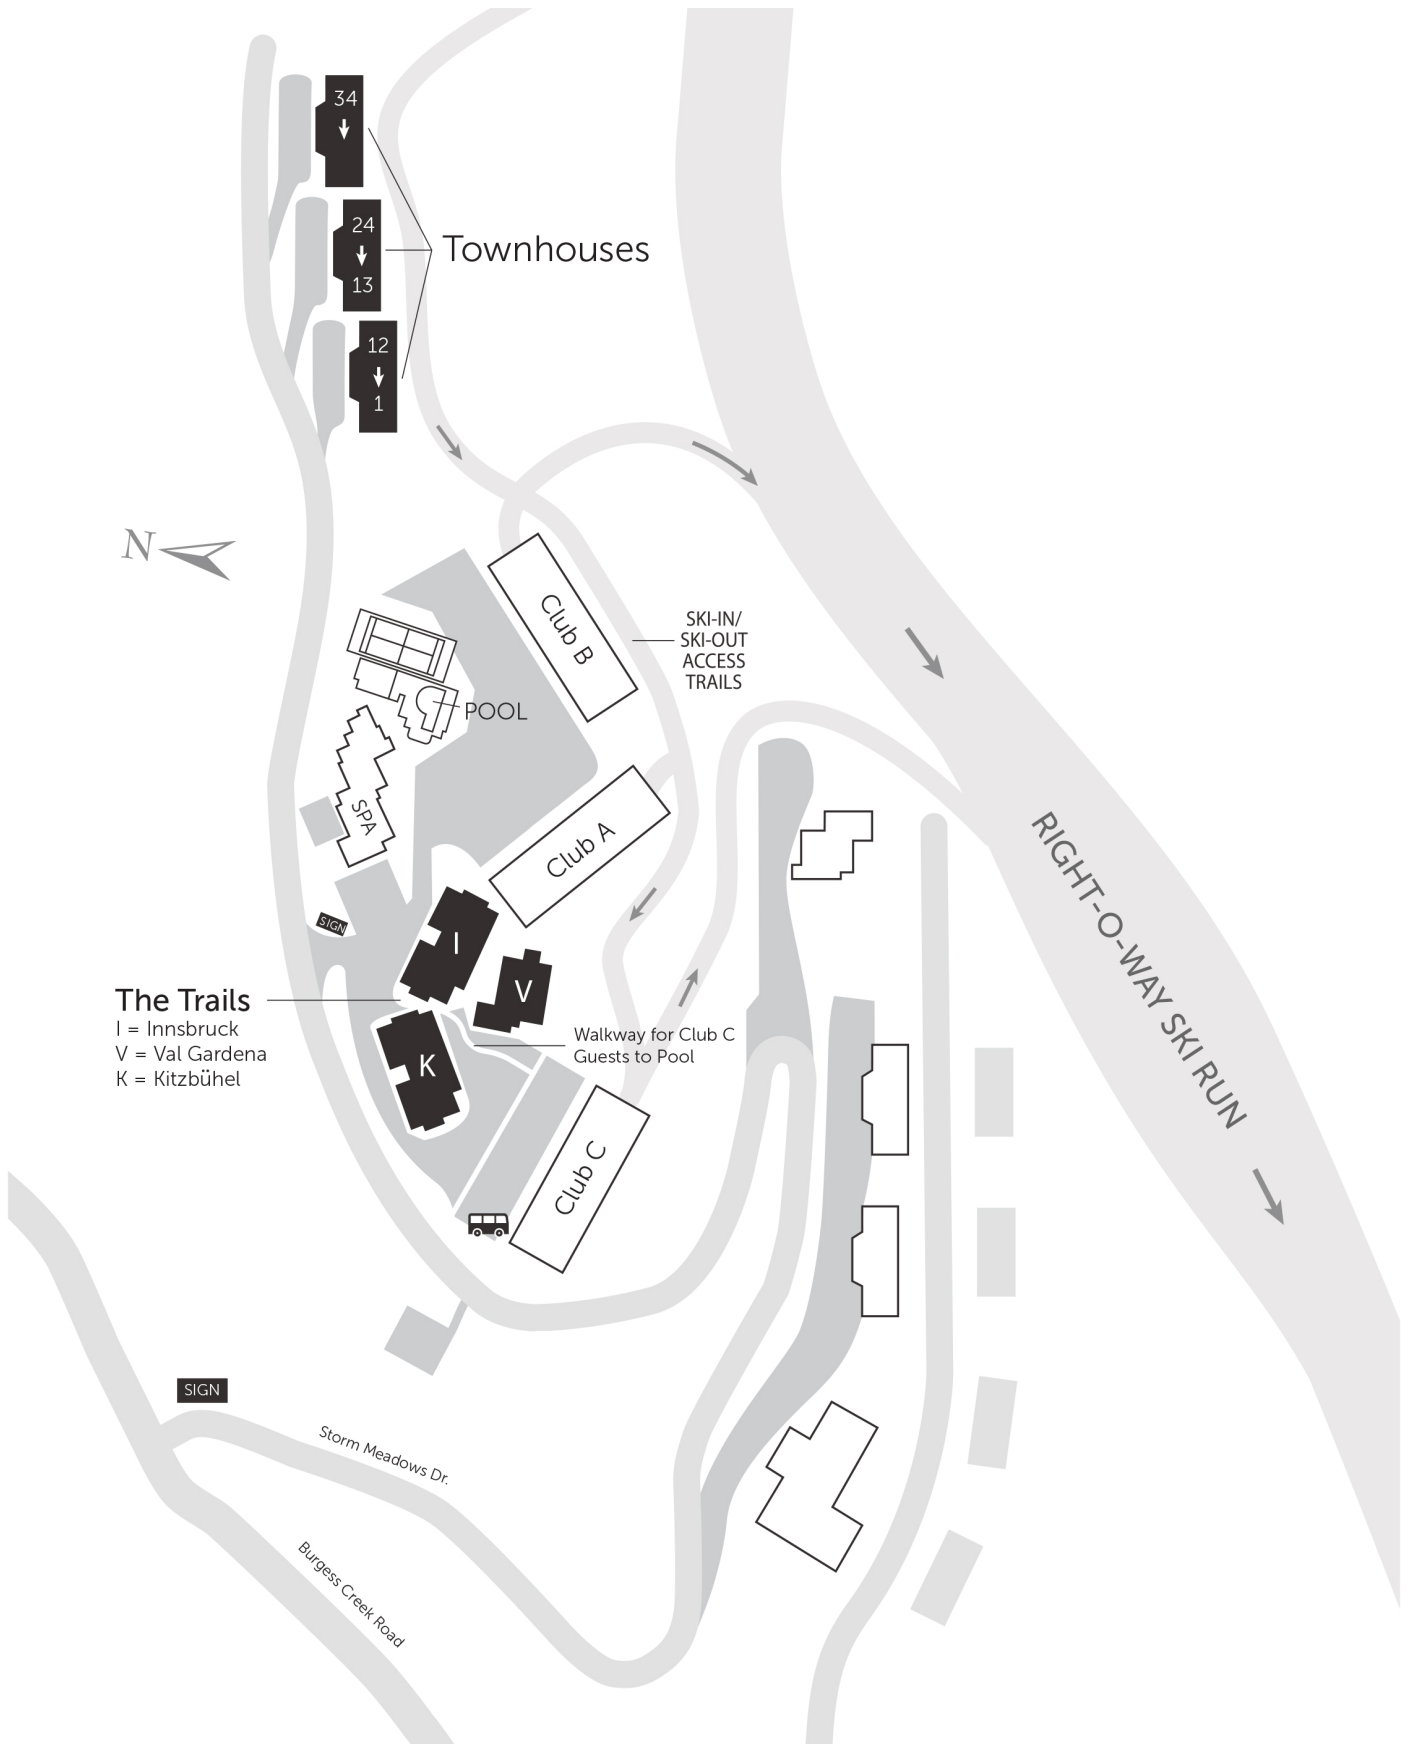 34
24
13
Townhouses
12
1
N
Club B
SKI-IN/
SKI-OUT
ACCESS
TRAILS
POOL
SPA
Club A
RIGHT-O-WAY SKI RUN
SIGN
I
V
The Trails
I = Innsbruck
V = Val Gardena
K = Kitzbühel
K
Walkway for Club C
Guests to Pool
Club C
SIGN
Storm Meadows Dr.
Burgess Creek Road